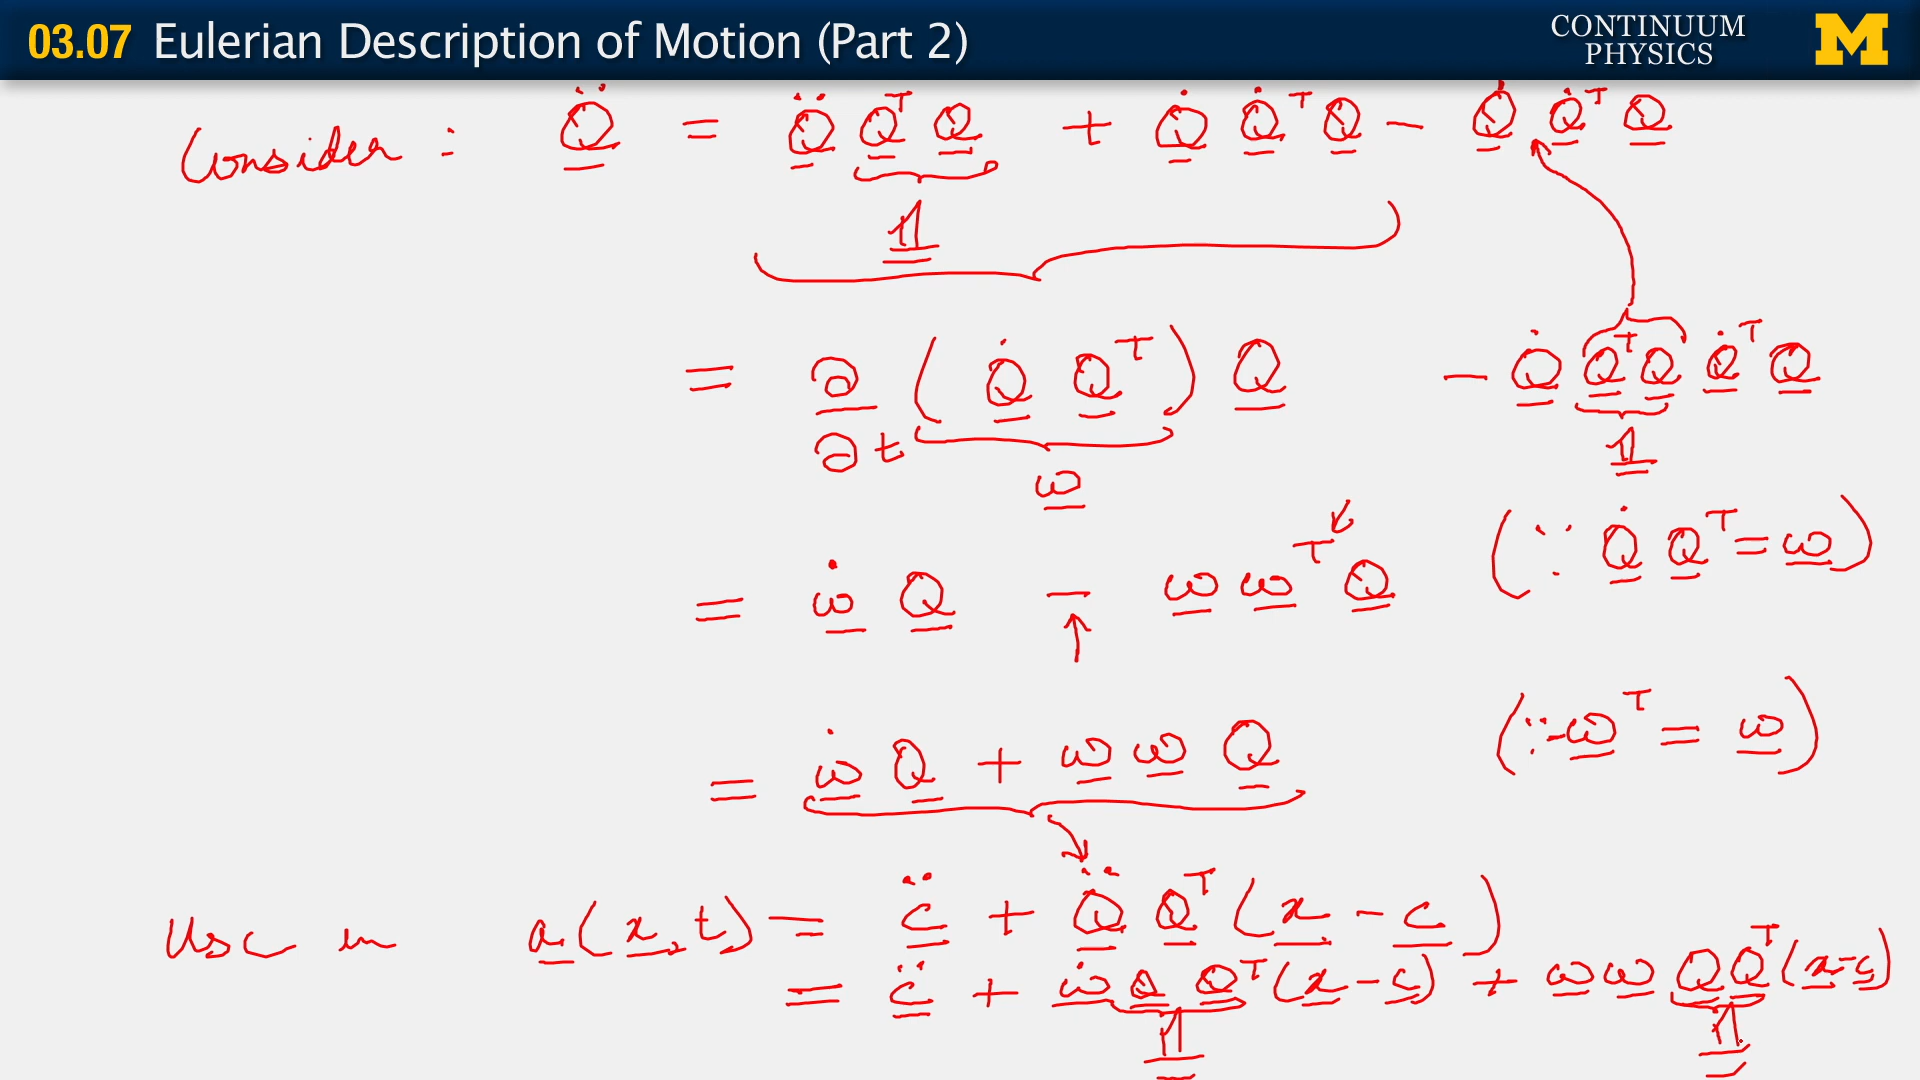 03.07 Eulerian Description of Motion (Part 2)
CONTINUUM
PHYSICS
M
Consider : Q̈ = Q̈ Qᵀ Q + Q̇ Q̇ᵀ Q − Q̇ Q̇ᵀ Q
1
= ∂/∂t ( Q̇ Qᵀ ) Q − Q̇ Qᵀ Q Q̇ᵀ Q
ω 1
= ω̇ Q − ω ωᵀ Q (∵ Q̇ Qᵀ = ω)
= ω̇ Q + ω ω Q (∵ −ωᵀ = ω)
Use in a(x, t) = c̈ + Q̈ Qᵀ (x − c)
= c̈ + ω̇ Q Qᵀ (x − c) + ω ω Q Qᵀ (x − c)
1 1